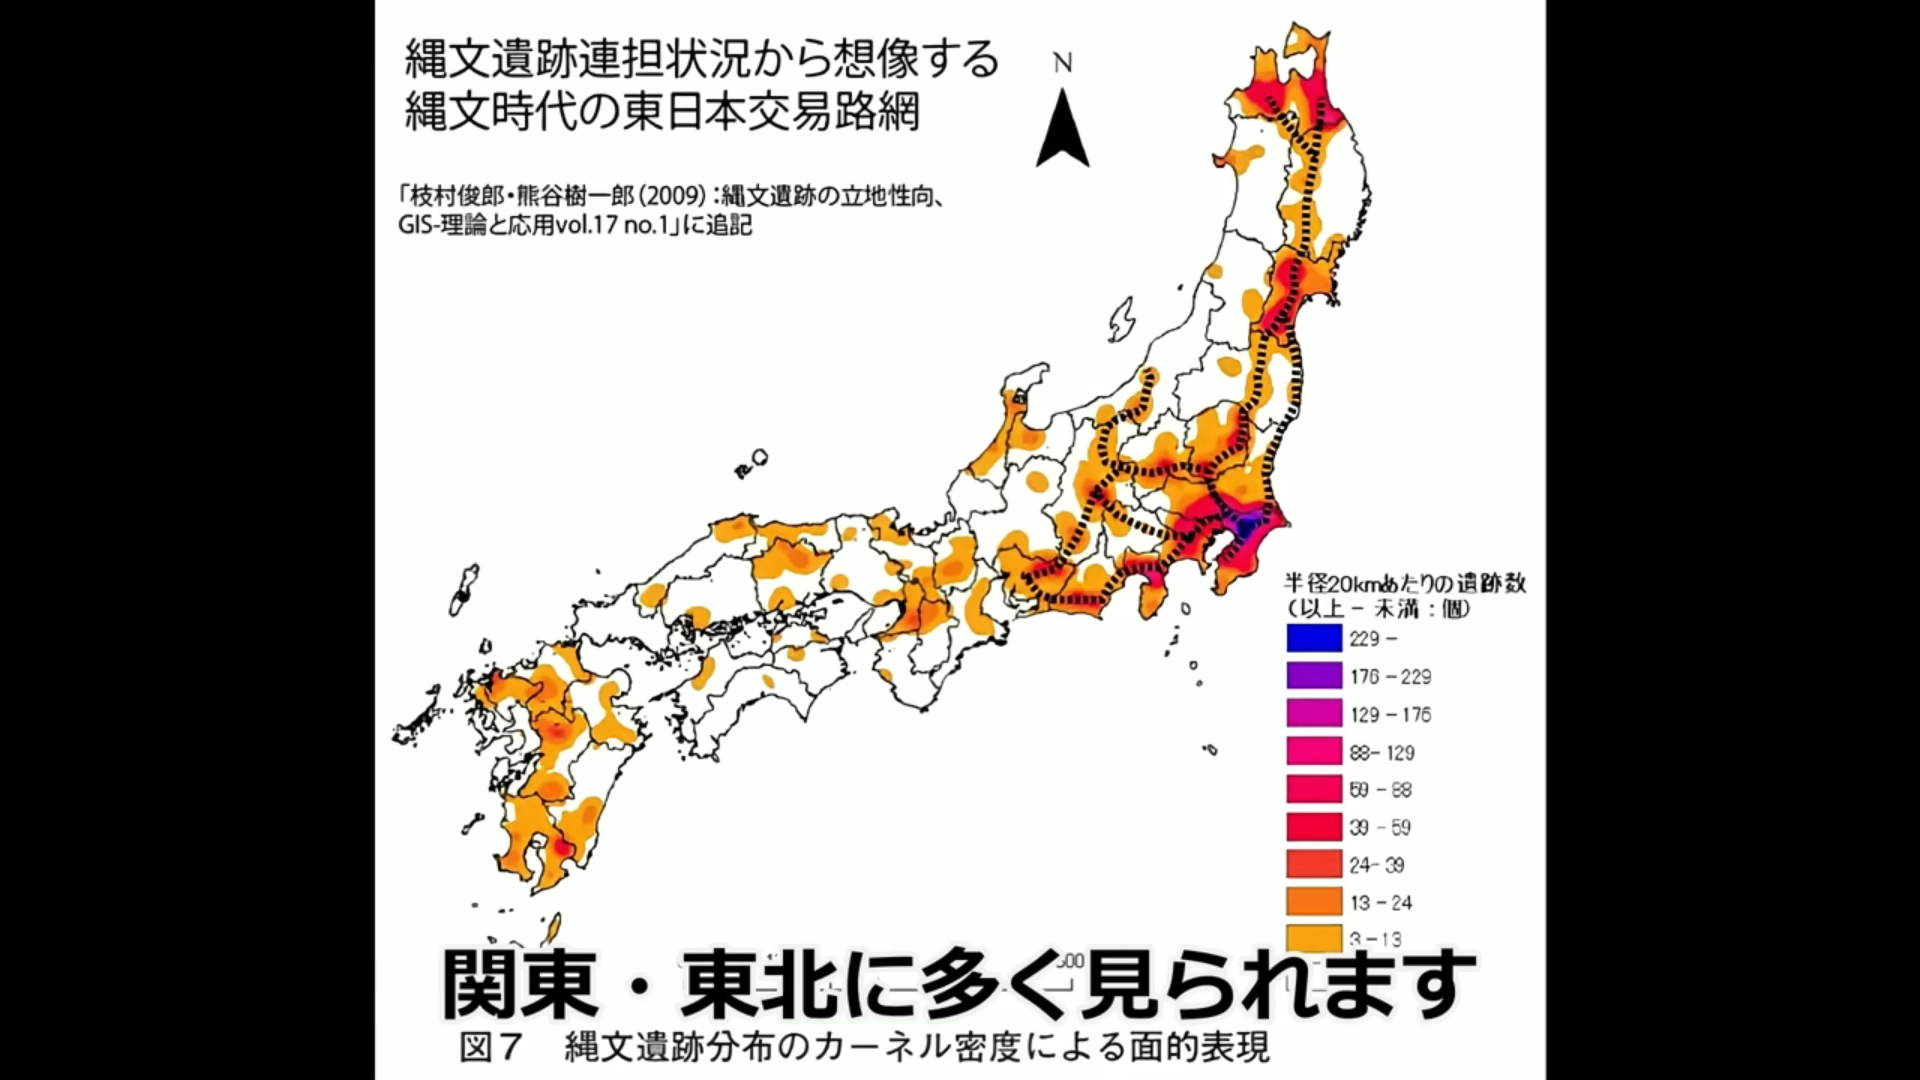 縄文遺跡連担状況から想像する
縄文時代の東日本交易路網
「枝村俊郎・熊谷樹一郎(2009):縄文遺跡の立地性向、
GIS-理論と応用vol.17 no.1」に追記
N
半径20kmあたりの遺跡数
(以上 - 未満:個)
229 -
176 - 229
129 - 176
88 - 129
59 - 88
39 - 59
24 - 39
13 - 24
3 - 13
関東・東北に多く見られます
図7 縄文遺跡分布のカーネル密度による面的表現